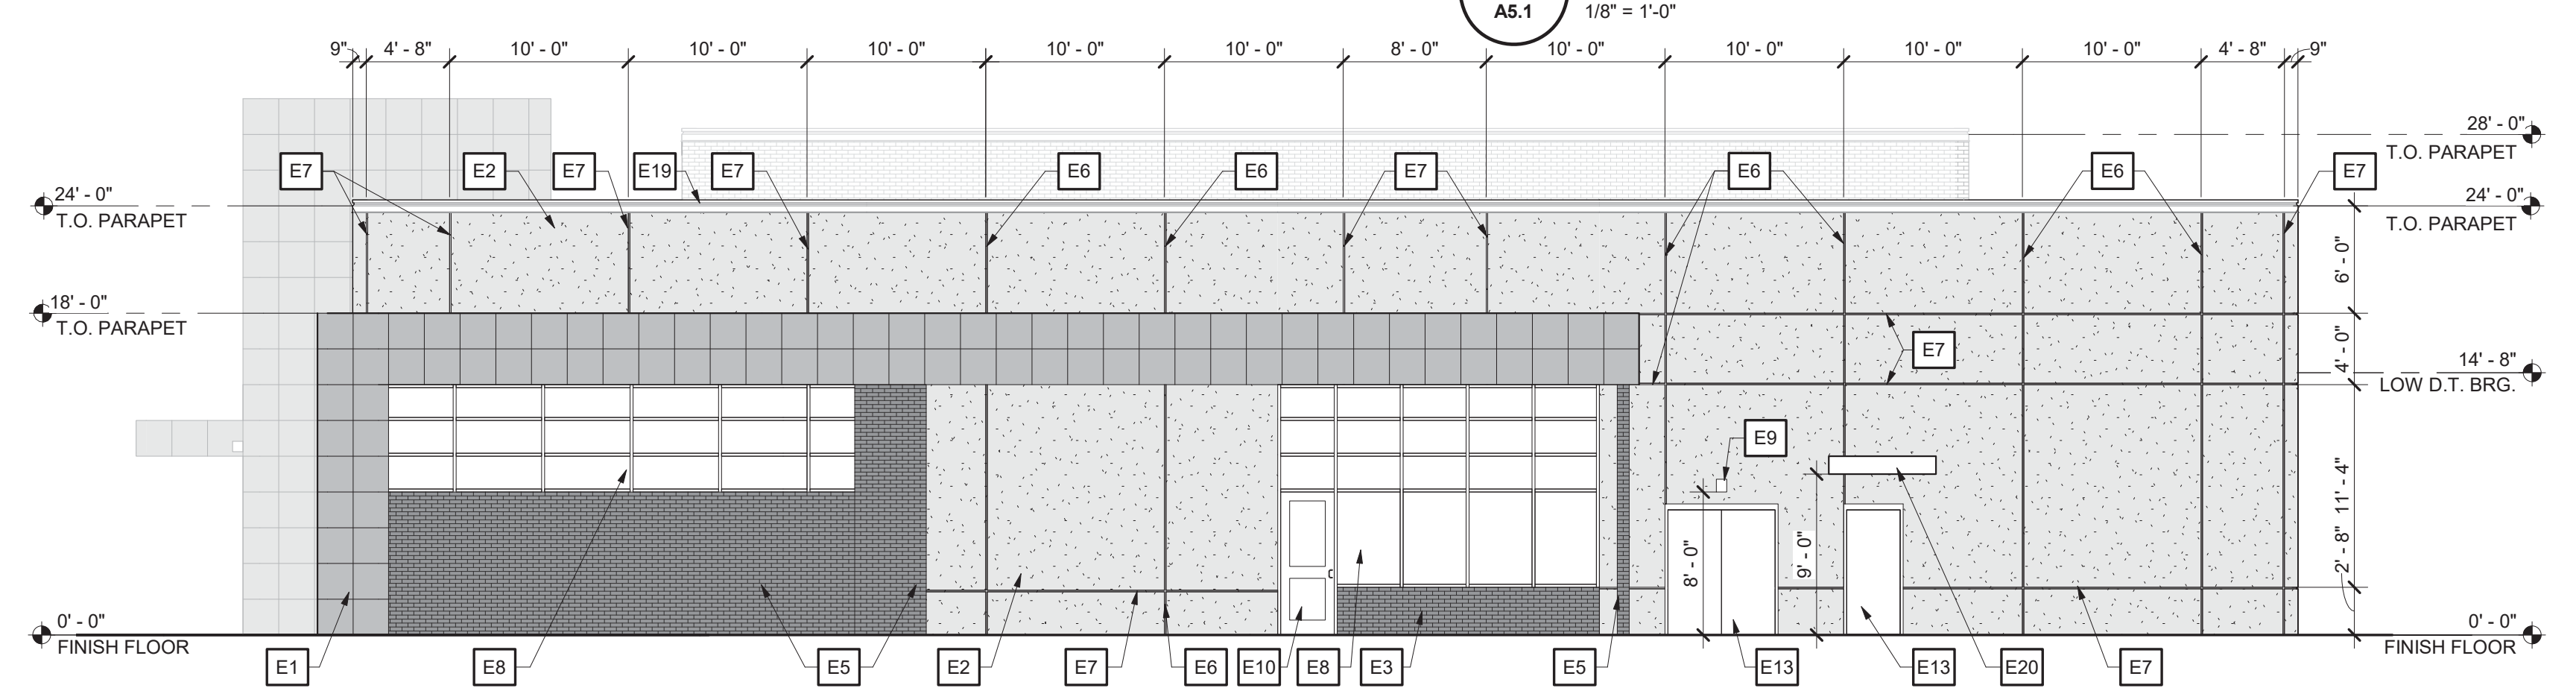 A5.1
1/8" = 1'-0"
9" 4' - 8" 10' - 0" 10' - 0" 10' - 0" 10' - 0" 10' - 0" 8' - 0" 10' - 0" 10' - 0" 10' - 0" 10' - 0" 4' - 8" 9"
28' - 0"
T.O. PARAPET
E7 E2 E7 E19 E7 E6 E6 E7 E6 E6 E7
24' - 0"
T.O. PARAPET
24' - 0"
T.O. PARAPET
6' - 0"
18' - 0"
T.O. PARAPET
E7
4' - 0"
14' - 8"
LOW D.T. BRG.
E9
11' - 4"
8' - 0"
9' - 0"
2' - 8"
0' - 0"
FINISH FLOOR
0' - 0"
FINISH FLOOR
E1 E8 E5 E2 E7 E6 E10 E8 E3 E5 E13 E13 E20 E7